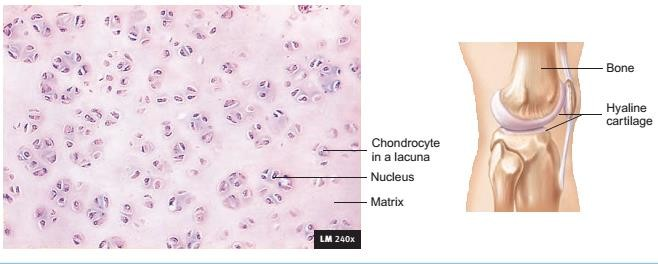 Chondrocyte
in a lacuna
Nucleus
Matrix
LM 240x
Bone
Hyaline
cartilage